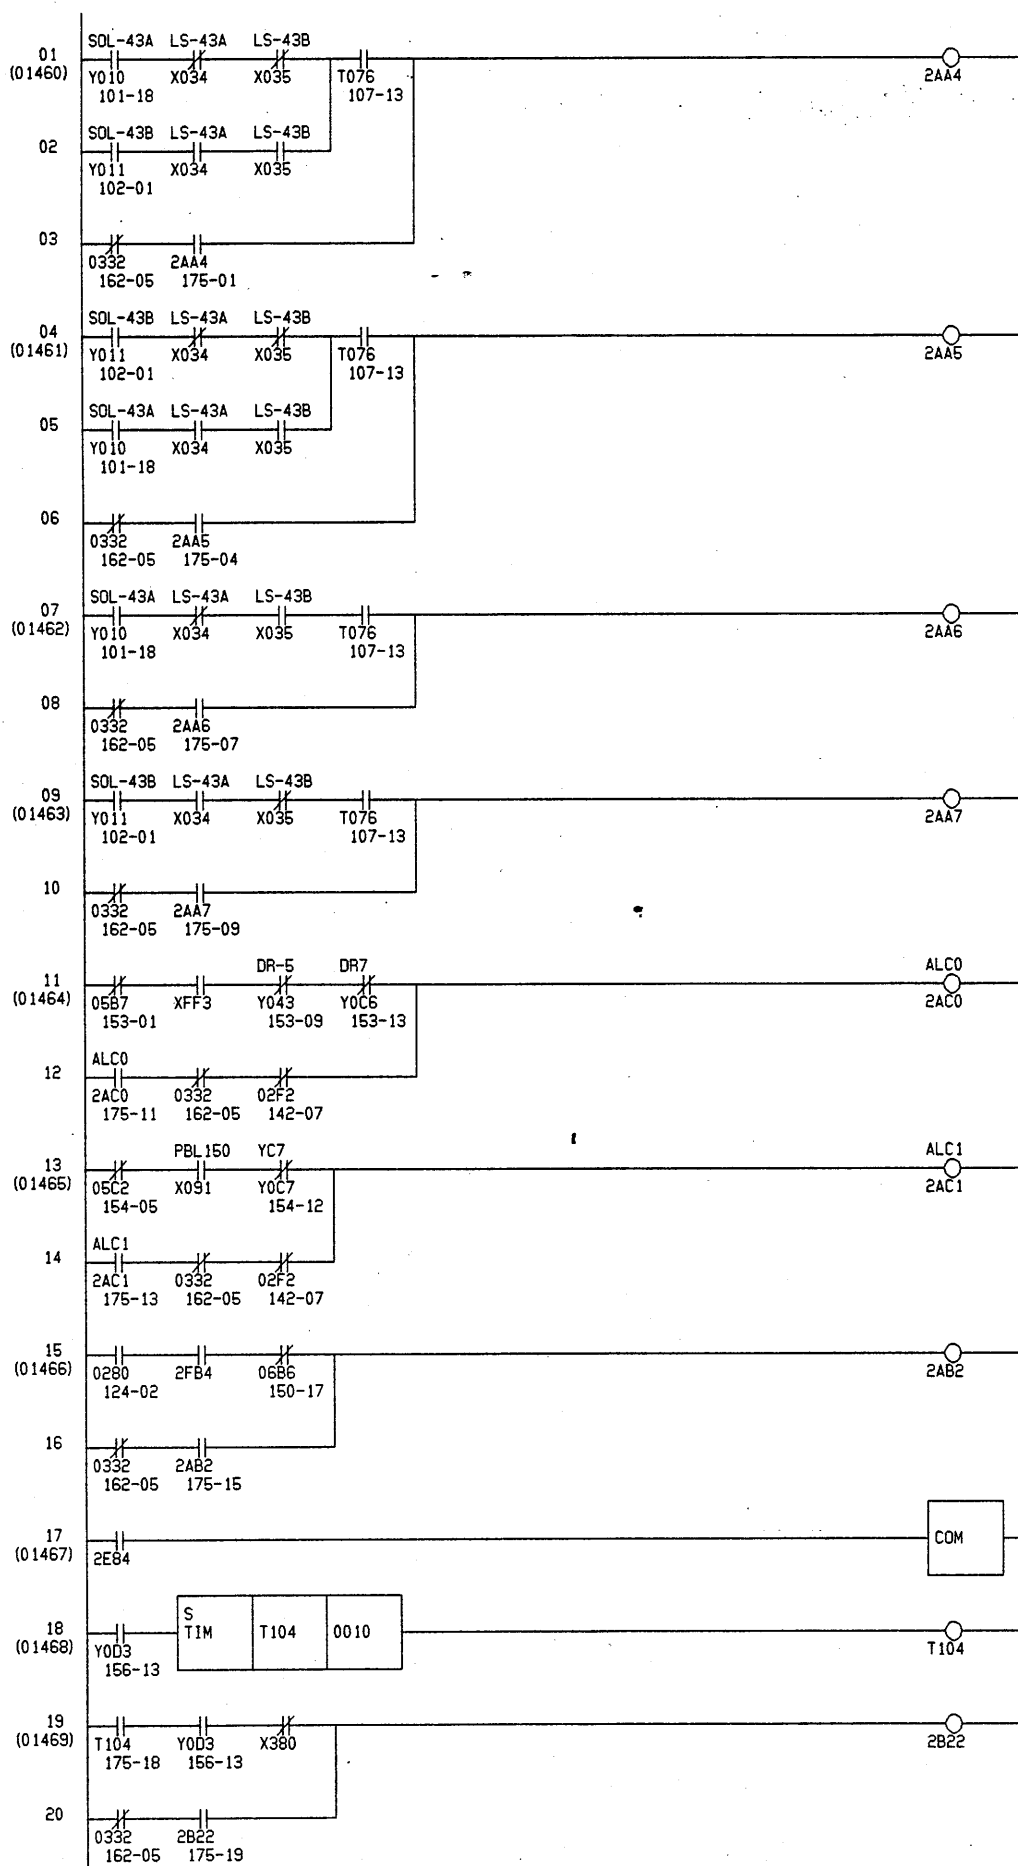 SOL-43A LS-43A LS-43B
01
(01460) Y010 X034 X035 T076 2AA4
101-18 107-13
SOL-43B LS-43A LS-43B
02
Y011 X034 X035
102-01
03
0332 2AA4
162-05 175-01
SOL-43B LS-43A LS-43B
04
(01461) Y011 X034 X035 T076 2AA5
102-01 107-13
SOL-43A LS-43A LS-43B
05
Y010 X034 X035
101-18
06
0332 2AA5
162-05 175-04
SOL-43A LS-43A LS-43B
07
(01462) Y010 X034 X035 T076 2AA6
101-18 107-13
08
0332 2AA6
162-05 175-07
SOL-43B LS-43A LS-43B
09
(01463) Y011 X034 X035 T076 2AA7
102-01 107-13
10
0332 2AA7
162-05 175-09
DR-5 DR7 ALC0
11
(01464) 05B7 XFF3 Y043 Y0C6 2AC0
153-01 153-09 153-13
ALC0
12
2AC0 0332 02F2
175-11 162-05 142-07
PBL150 YC7 ALC1
13
(01465) 05C2 X091 Y0C7 2AC1
154-05 154-12
ALC1
14
2AC1 0332 02F2
175-13 162-05 142-07
15
(01466) 0280 2FB4 06B6 2AB2
124-02 150-17
16
0332 2AB2
162-05 175-15
17 COM
(01467) 2E84
S
18 TIM T104 0010
(01468) Y0D3 T104
156-13
19
(01469) T104 Y0D3 X380 2B22
175-18 156-13
20
0332 2B22
162-05 175-19